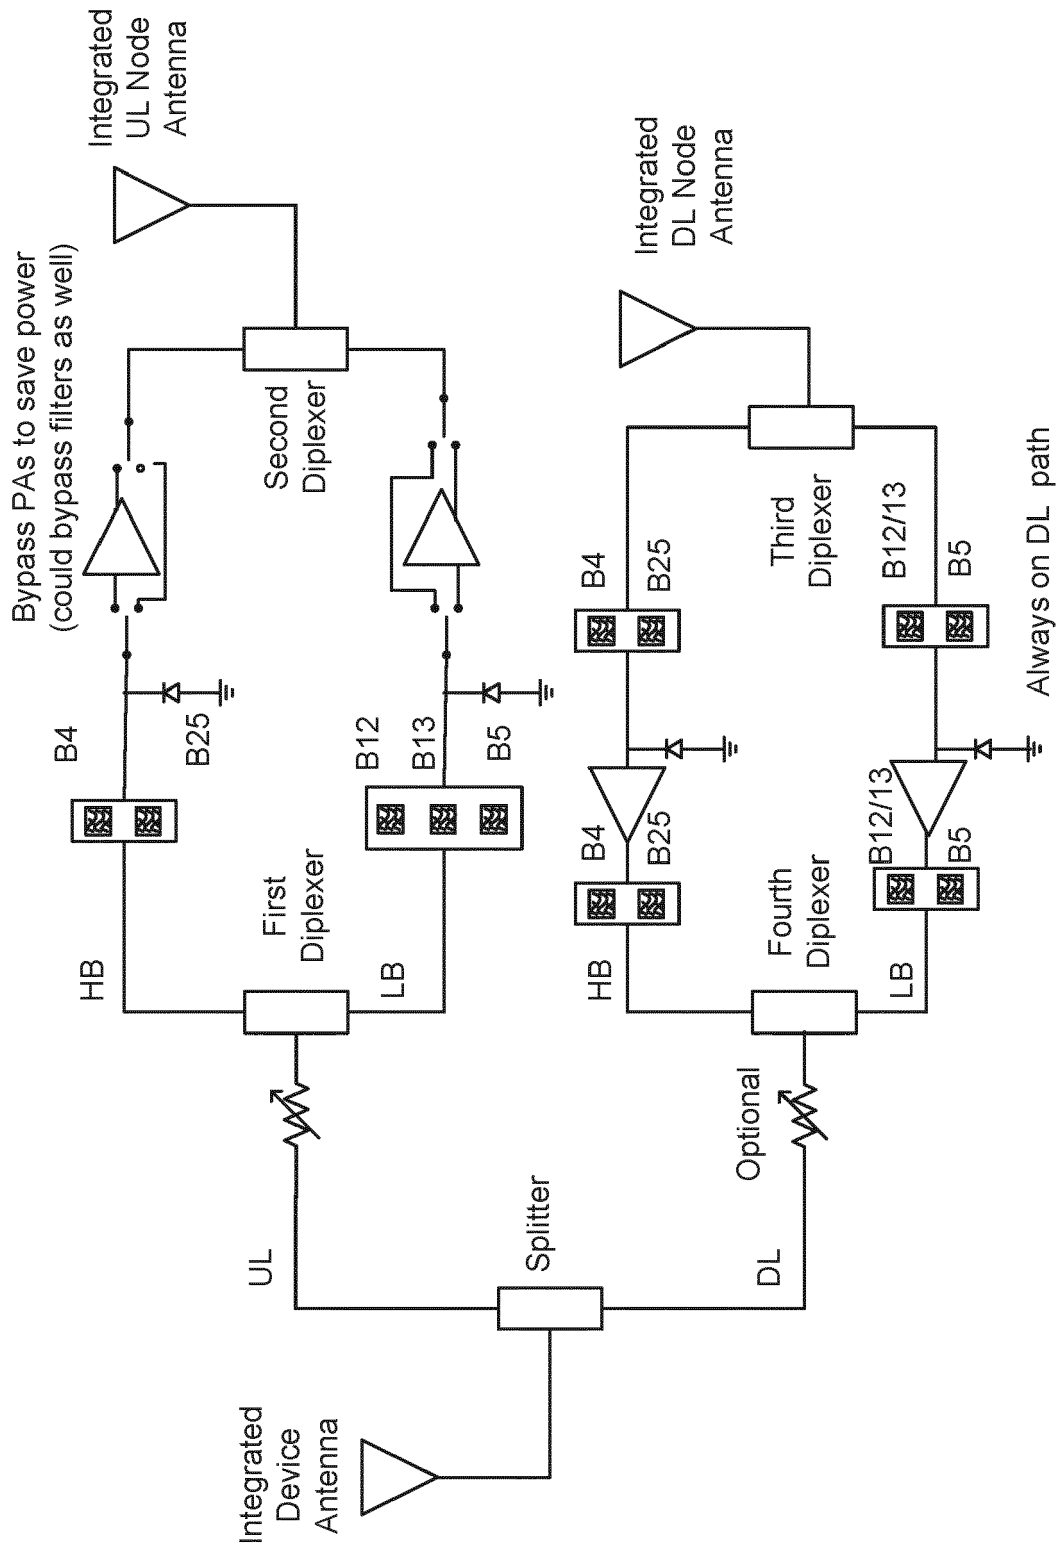 Bypass PAs to save power
(could bypass filters as well)
Integrated
UL Node
Antenna
B4
B25
HB
First
Diplexer
Second
Diplexer
LB
B12
B13
B5
UL
Integrated
Device
Antenna
Splitter
DL
Optional
Integrated
DL Node
Antenna
HB
B4
B25
B4
B25
Fourth
Diplexer
Third
Diplexer
LB
B12/13
B5
B12/13
B5
Always on DL path